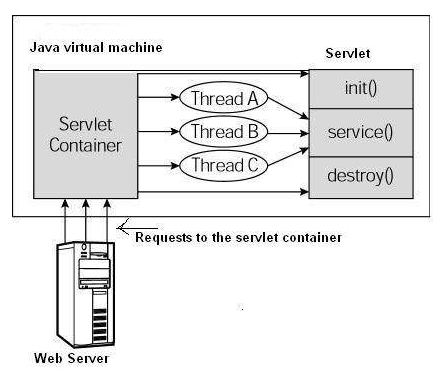 Java virtual machine
Servlet
Servlet
Container
Thread A
Thread B
Thread C
init()
service()
destroy()
Requests to the servlet container
Web Server